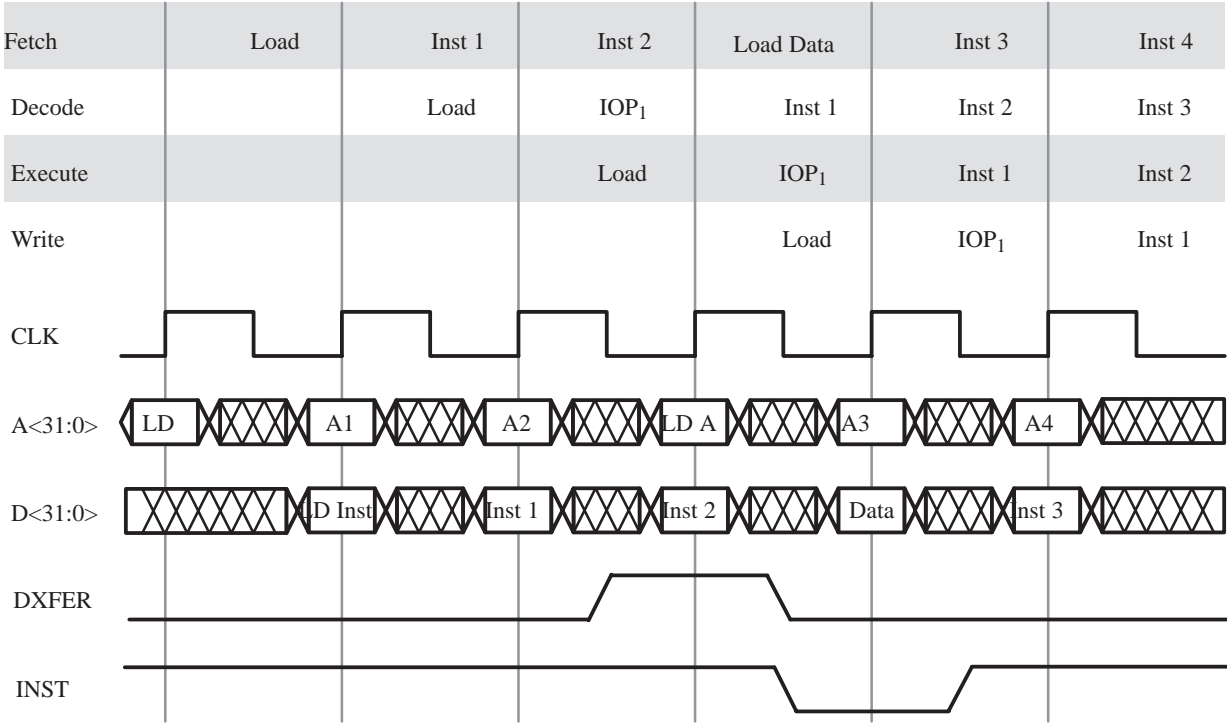 Fetch Load Inst 1 Inst 2 Load Data Inst 3 Inst 4
Decode Load IOP1 Inst 1 Inst 2 Inst 3
Execute Load IOP1 Inst 1 Inst 2
Write Load IOP1 Inst 1
CLK
A<31:0> LD A1 A2 LD A A3 A4
D<31:0> LD Inst Inst 1 Inst 2 Data Inst 3
DXFER
INST